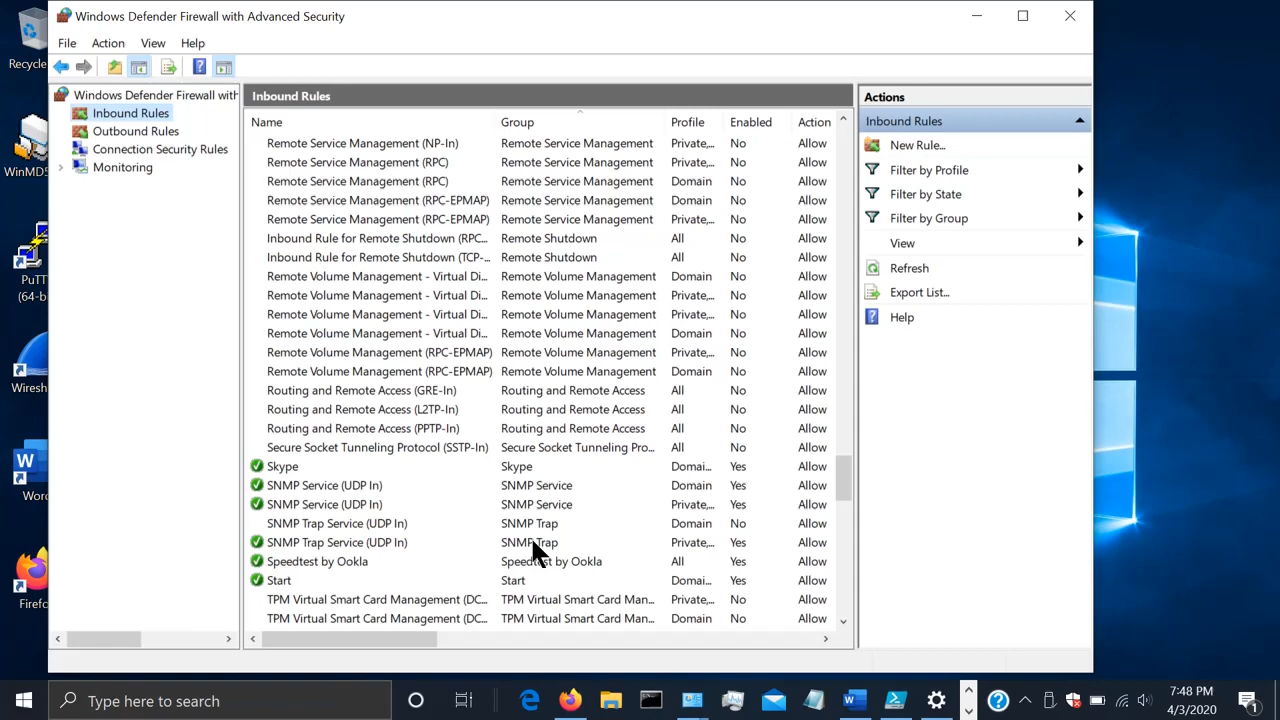 Windows Defender Firewall with Advanced Security
File Action View Help
Recycle
WinMD5
PuTT
(64-bi
Wiresh
Word
Firefo
Windows Defender Firewall with
Inbound Rules
Outbound Rules
Connection Security Rules
Monitoring
Inbound Rules
Name Group Profile Enabled Action
Remote Service Management (NP-In) Remote Service Management Private,... No Allow
Remote Service Management (RPC) Remote Service Management Private,... No Allow
Remote Service Management (RPC) Remote Service Management Domain No Allow
Remote Service Management (RPC-EPMAP) Remote Service Management Domain No Allow
Remote Service Management (RPC-EPMAP) Remote Service Management Private,... No Allow
Inbound Rule for Remote Shutdown (RPC... Remote Shutdown All No Allow
Inbound Rule for Remote Shutdown (TCP-... Remote Shutdown All No Allow
Remote Volume Management - Virtual Di... Remote Volume Management Domain No Allow
Remote Volume Management - Virtual Di... Remote Volume Management Private,... No Allow
Remote Volume Management - Virtual Di... Remote Volume Management Private,... No Allow
Remote Volume Management - Virtual Di... Remote Volume Management Domain No Allow
Remote Volume Management (RPC-EPMAP) Remote Volume Management Private,... No Allow
Remote Volume Management (RPC-EPMAP) Remote Volume Management Domain No Allow
Routing and Remote Access (GRE-In) Routing and Remote Access All No Allow
Routing and Remote Access (L2TP-In) Routing and Remote Access All No Allow
Routing and Remote Access (PPTP-In) Routing and Remote Access All No Allow
Secure Socket Tunneling Protocol (SSTP-In) Secure Socket Tunneling Pro... All No Allow
Skype Skype Domai... Yes Allow
SNMP Service (UDP In) SNMP Service Domain Yes Allow
SNMP Service (UDP In) SNMP Service Private,... Yes Allow
SNMP Trap Service (UDP In) SNMP Trap Domain No Allow
SNMP Trap Service (UDP In) SNMP Trap Private,... Yes Allow
Speedtest by Ookla Speedtest by Ookla All Yes Allow
Start Start Domai... Yes Allow
TPM Virtual Smart Card Management (DC... TPM Virtual Smart Card Man... Private,... No Allow
TPM Virtual Smart Card Management (DC... TPM Virtual Smart Card Man... Domain No Allow
Actions
Inbound Rules
New Rule...
Filter by Profile
Filter by State
Filter by Group
View
Refresh
Export List...
Help
Type here to search
7:48 PM
4/3/2020
1